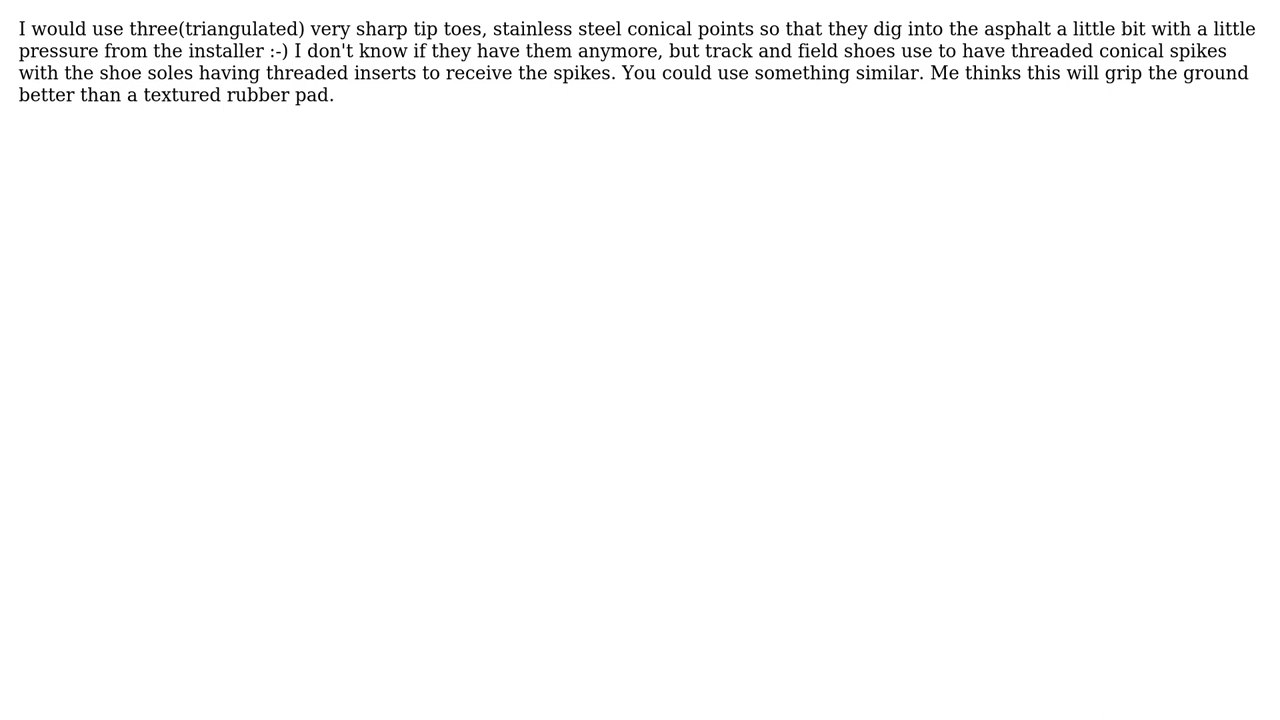 I would use three(triangulated) very sharp tip toes, stainless steel conical points so that they dig into the asphalt a little bit with a little
pressure from the installer :-) I don't know if they have them anymore, but track and field shoes use to have threaded conical spikes
with the shoe soles having threaded inserts to receive the spikes. You could use something similar. Me thinks this will grip the ground
better than a textured rubber pad.